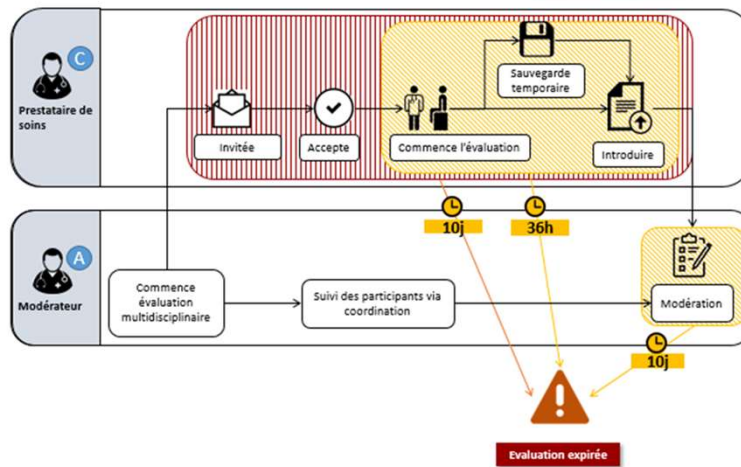 C
Prestataire de
soins
Sauvegarde
temporaire
Invitée
Accepte
Commence l'évaluation
Introduire
10j
36h
A
Modérateur
Commence
évaluation
multidisciplinaire
Suivi des participants via
coordination
Modération
10j
Evaluation expirée